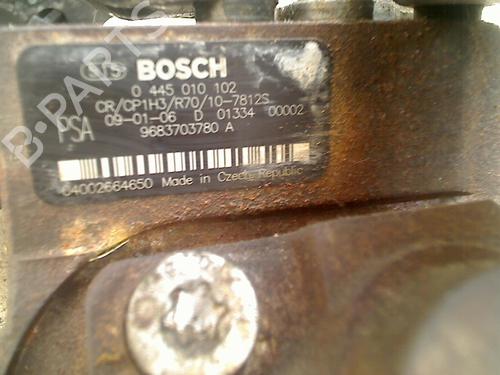 BOSCH
0 445 010 102
CR/CP1H3/R70/10-7812S
PSA 09-01-06 D 01334 00002
9683703780 A
04002664650 Made in Czech Republic
B-PARTS